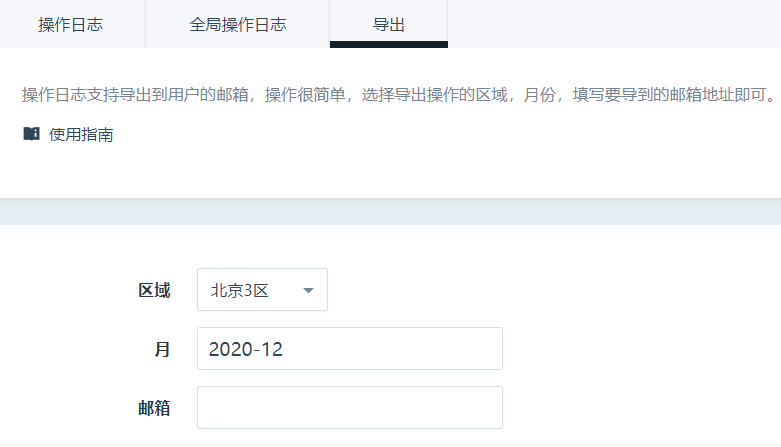 操作日志 全局操作日志 导出
操作日志支持导出到用户的邮箱，操作很简单，选择导出操作的区域，月份，填写要导到的邮箱地址即可。
使用指南
区域 北京3区
月 2020-12
邮箱